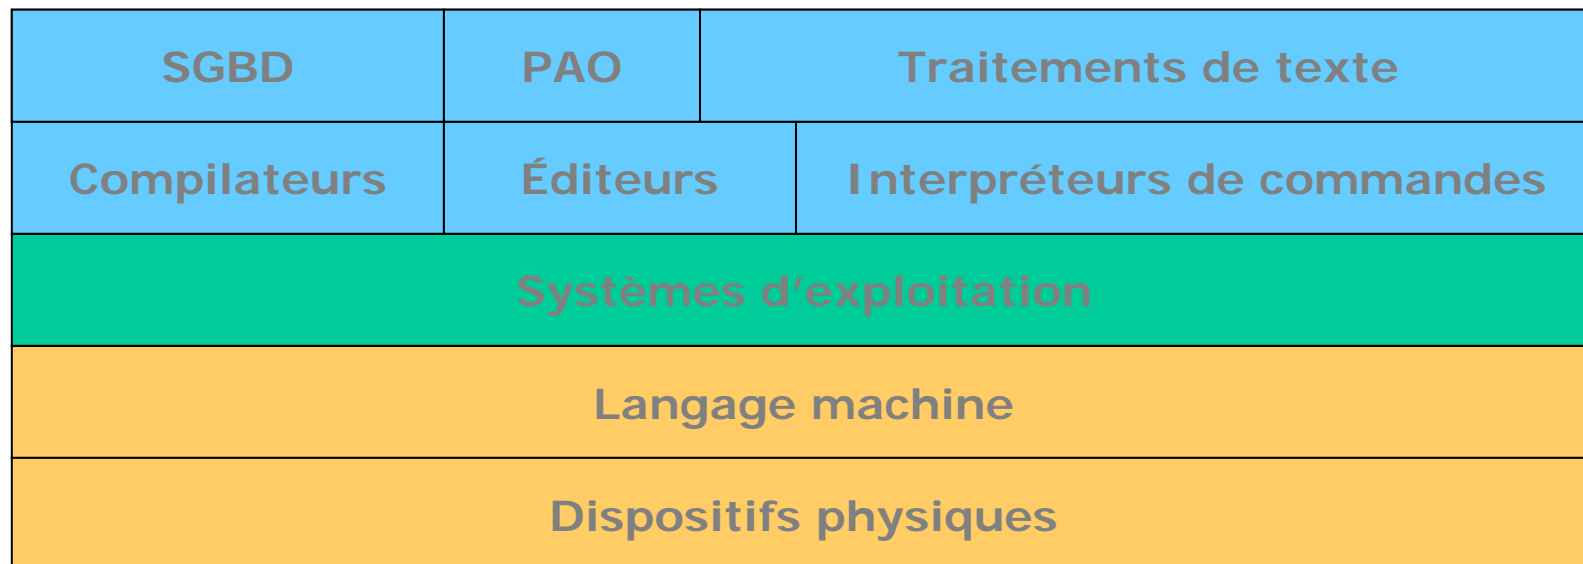 SGBD PAO Traitements de texte
Compilateurs Éditeurs Interpréteurs de commandes
Systèmes d’exploitation
Langage machine
Dispositifs physiques